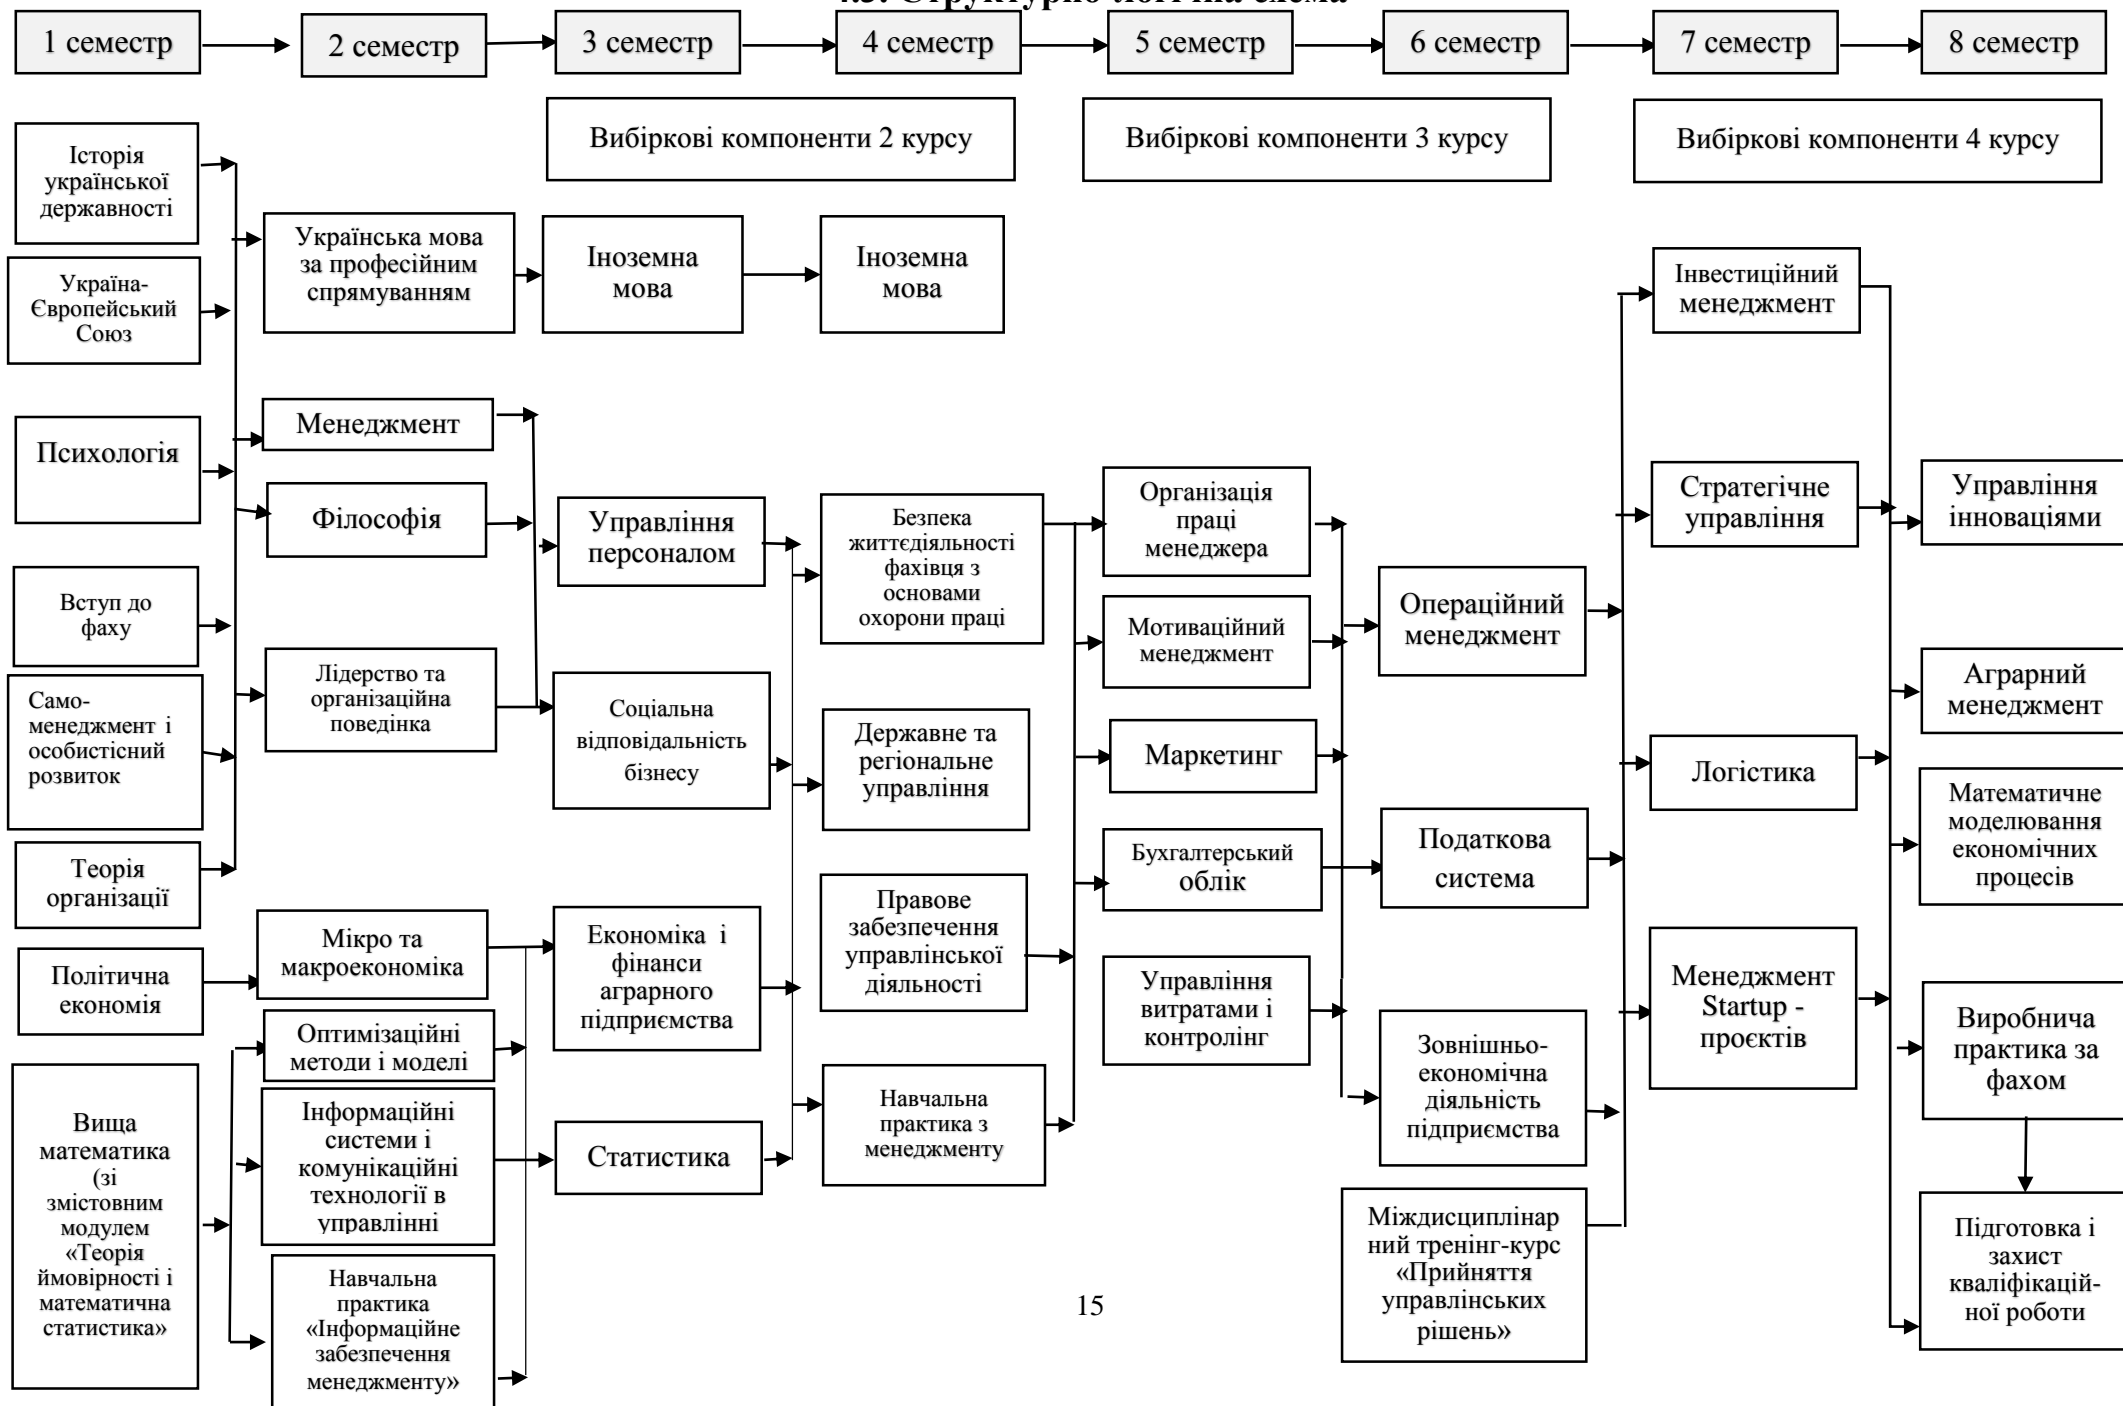 4.3. Структурно-логічна схема
1 семестр
2 семестр
3 семестр
4 семестр
5 семестр
6 семестр
7 семестр
8 семестр
Вибіркові компоненти 2 курсу
Вибіркові компоненти 3 курсу
Вибіркові компоненти 4 курсу
Історія
української
державності
Україна-
Європейський
Союз
Психологія
Вступ до
фаху
Само-
менеджмент і
особистісний
розвиток
Теорія
організації
Політична
економія
Вища
математика
(зі
змістовним
модулем
«Теорія
ймовірності і
математична
статистика»
Українська мова
за професійним
спрямуванням
Менеджмент
Філософія
Лідерство та
організаційна
поведінка
Мікро та
макроекономіка
Оптимізаційні
методи і моделі
Інформаційні
системи і
комунікаційні
технології в
управлінні
Навчальна
практика
«Інформаційне
забезпечення
менеджменту»
Іноземна
мова
Управління
персоналом
Соціальна
відповідальність
бізнесу
Економіка і
фінанси
аграрного
підприємства
Статистика
Іноземна
мова
Безпека
життєдіяльності
фахівця з
основами
охорони праці
Державне та
регіональне
управління
Правове
забезпечення
управлінської
діяльності
Навчальна
практика з
менеджменту
Організація
праці
менеджера
Мотиваційний
менеджмент
Маркетинг
Бухгалтерський
облік
Управління
витратами і
контролінг
Операційний
менеджмент
Податкова
система
Зовнішньо-
економічна
діяльність
підприємства
Міждисциплінар
ний тренінг-курс
«Прийняття
управлінських
рішень»
Інвестиційний
менеджмент
Стратегічне
управління
Логістика
Менеджмент
Startup -
проєктів
Управління
інноваціями
Аграрний
менеджмент
Математичне
моделювання
економічних
процесів
Виробнича
практика за
фахом
Підготовка і
захист
кваліфікацій-
ної роботи
15